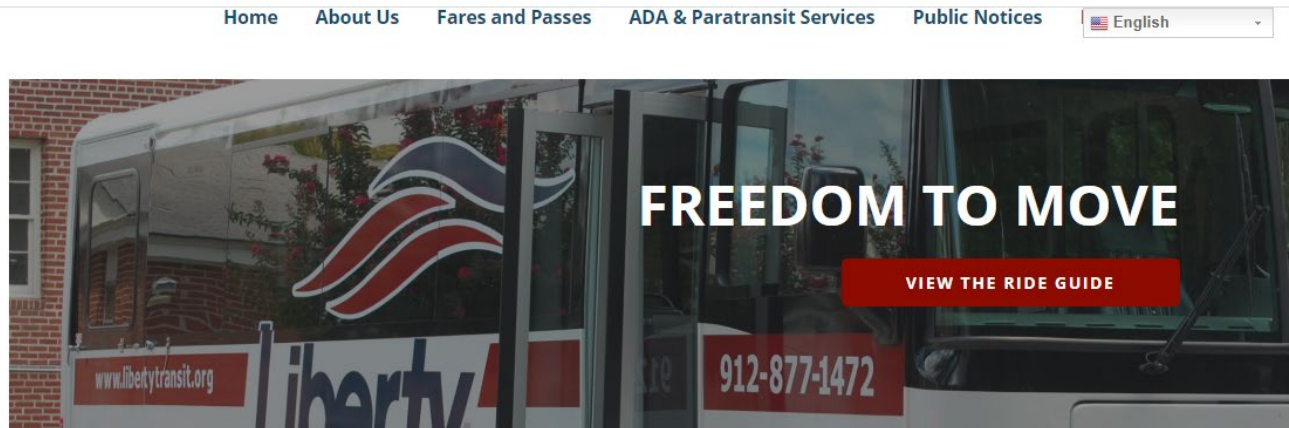 Home About Us Fares and Passes ADA & Paratransit Services Public Notices
English
FREEDOM TO MOVE
VIEW THE RIDE GUIDE
www.libertytransit.org
Liberty
912-877-1472